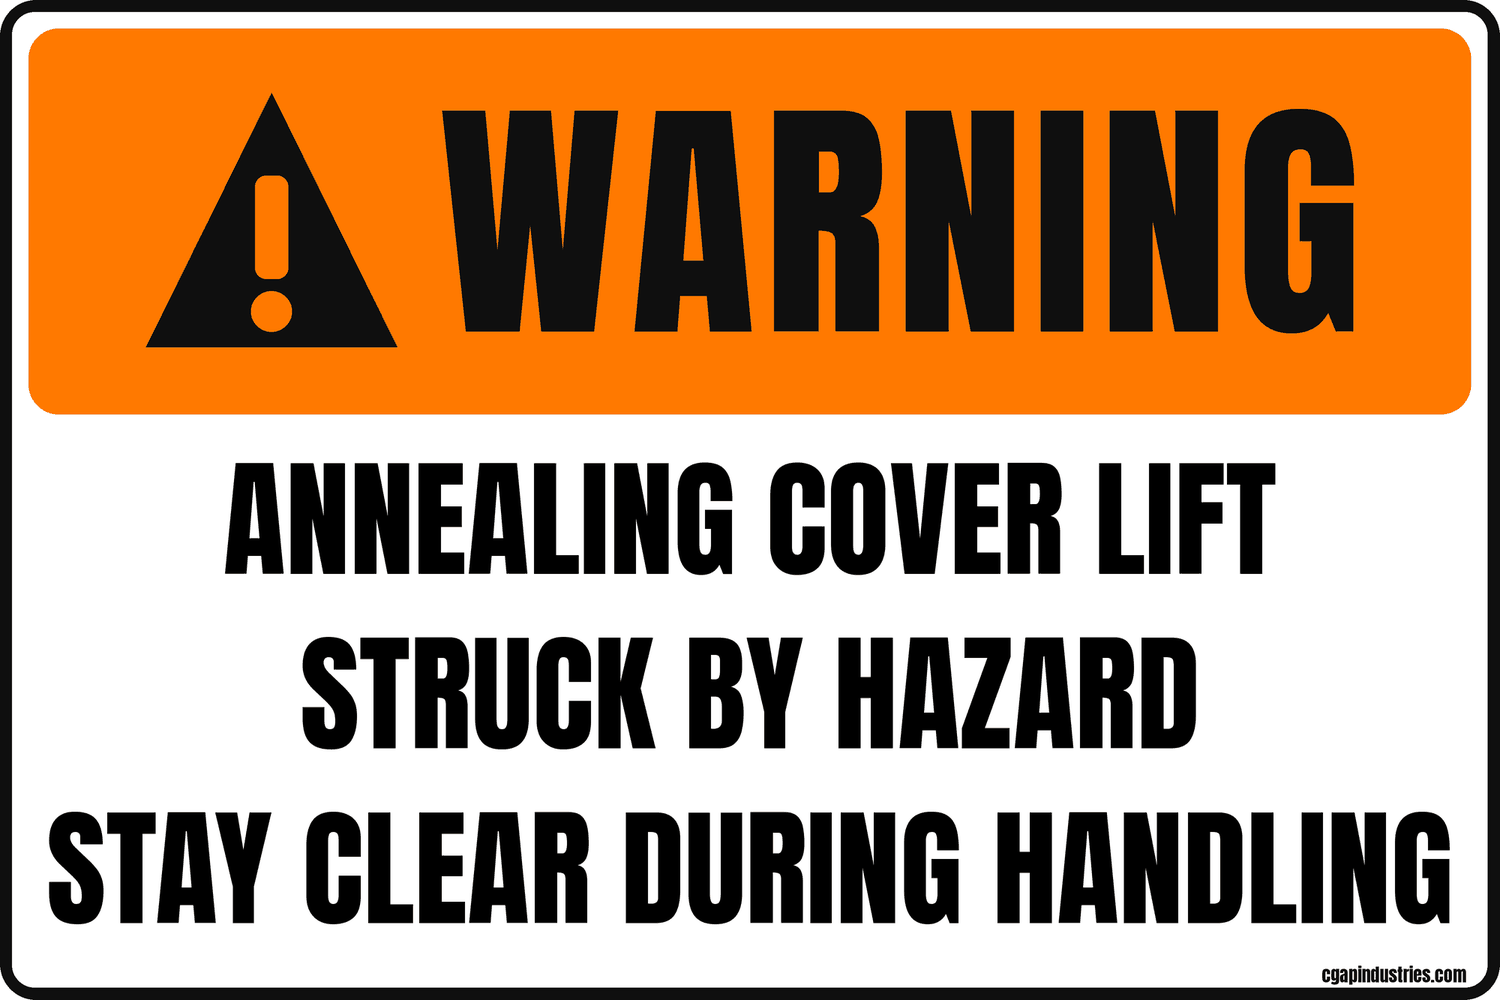 WARNING
ANNEALING COVER LIFT
STRUCK BY HAZARD
STAY CLEAR DURING HANDLING
cgapindustries.com